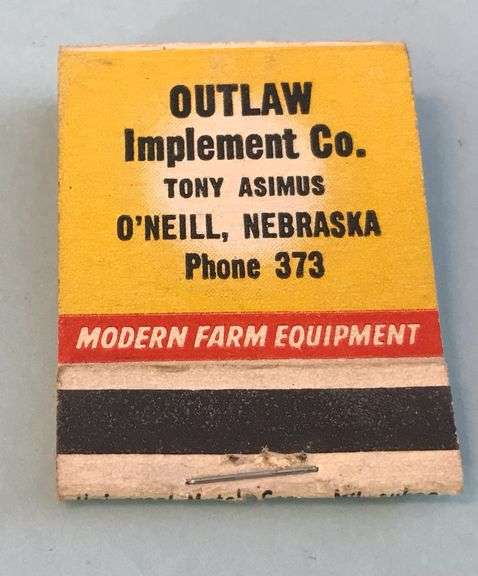 OUTLAW
Implement Co.
TONY ASIMUS
O'NEILL, NEBRASKA
Phone 373
MODERN FARM EQUIPMENT